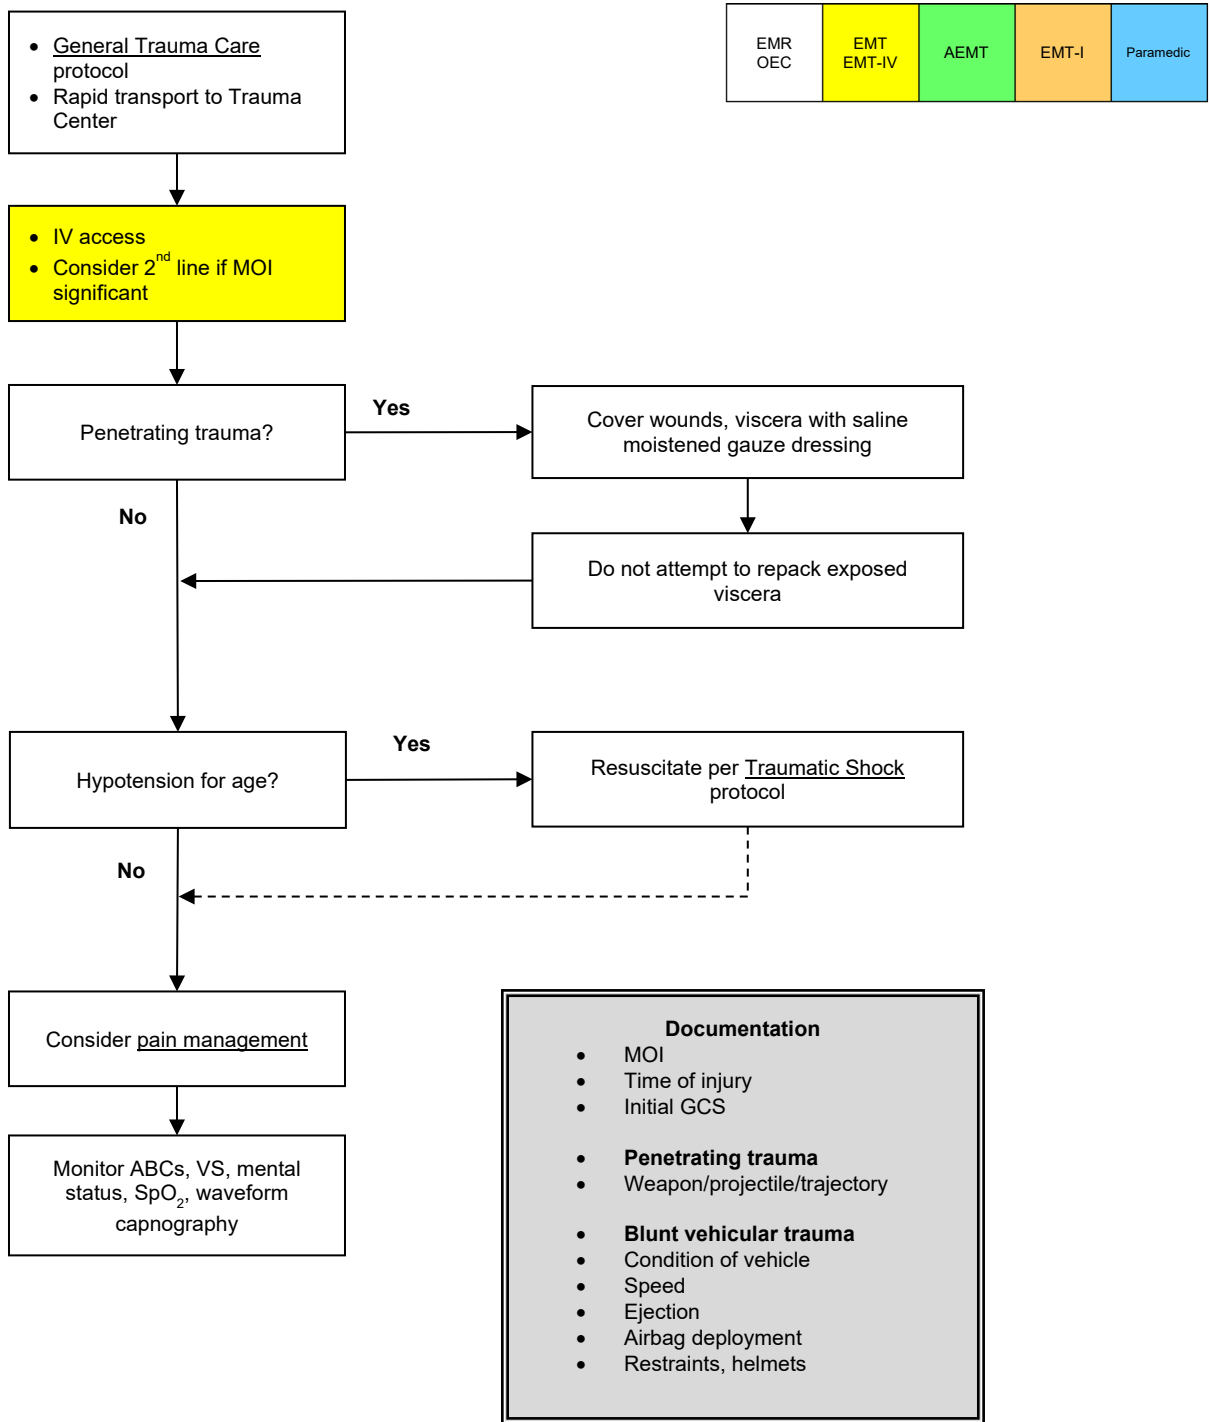 • General Trauma Care
protocol
• Rapid transport to Trauma
Center
EMR
OEC
EMT
EMT-IV
AEMT
EMT-I
Paramedic
• IV access
• Consider 2nd line if MOI
significant
Penetrating trauma?
Yes
Cover wounds, viscera with saline
moistened gauze dressing
No
Do not attempt to repack exposed
viscera
Hypotension for age?
Yes
Resuscitate per Traumatic Shock
protocol
No
Consider pain management
Monitor ABCs, VS, mental
status, SpO2, waveform
capnography
Documentation
• MOI
• Time of injury
• Initial GCS
• Penetrating trauma
• Weapon/projectile/trajectory
• Blunt vehicular trauma
• Condition of vehicle
• Speed
• Ejection
• Airbag deployment
• Restraints, helmets